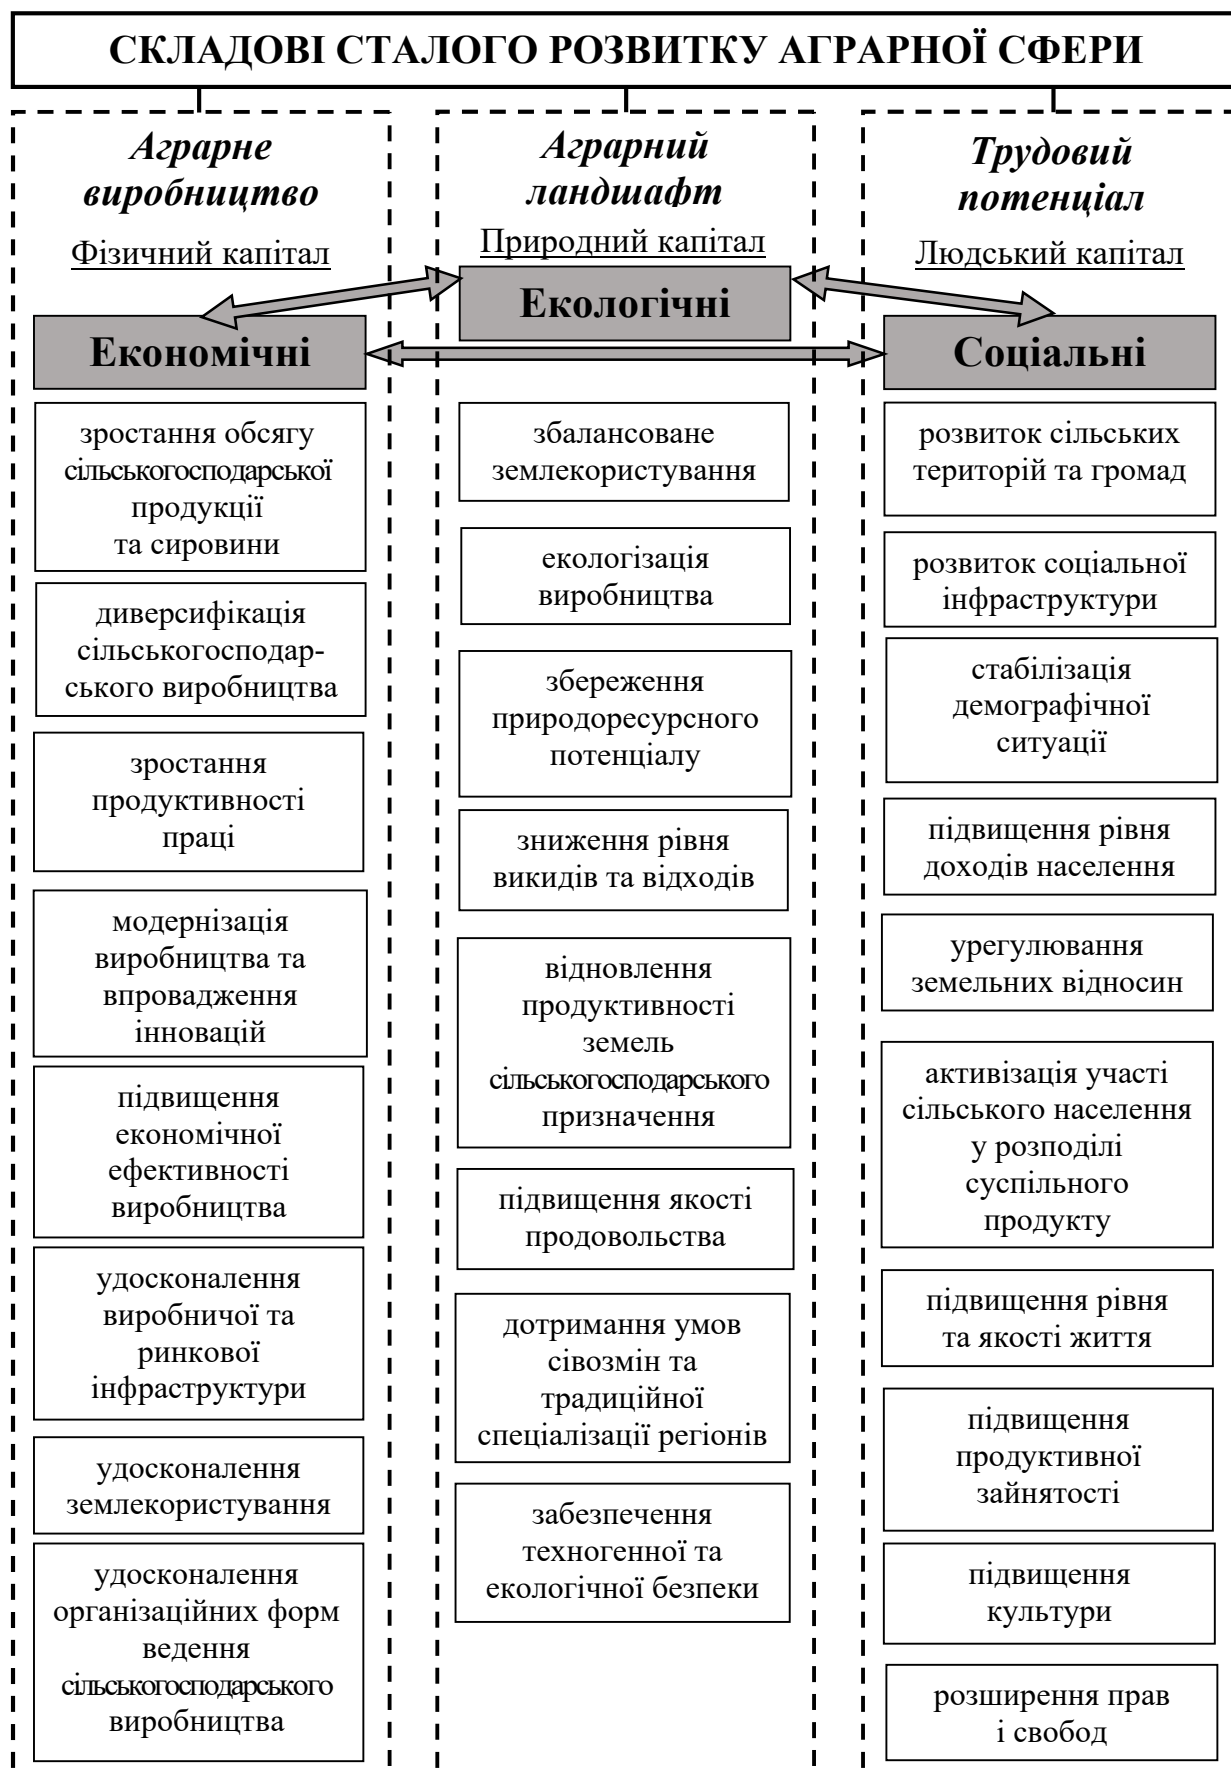 СКЛАДОВІ СТАЛОГО РОЗВИТКУ АГРАРНОЇ СФЕРИ
Аграрне
виробництво
Фізичний капітал
Економічні
зростання обсягу
сільськогосподарської
продукції
та сировини
диверсифікація
сільськогосподар-
ського виробництва
зростання
продуктивності
праці
модернізація
виробництва та
впровадження
інновацій
підвищення
економічної
ефективності
виробництва
удосконалення
виробничої та
ринкової
інфраструктури
удосконалення
землекористування
удосконалення
організаційних форм
ведення
сільськогосподарського
виробництва
Аграрний
ландшафт
Природний капітал
Екологічні
збалансоване
землекористування
екологізація
виробництва
збереження
природоресурсного
потенціалу
зниження рівня
викидів та відходів
відновлення
продуктивності
земель
сільськогосподарського
призначення
підвищення якості
продовольства
дотримання умов
сівозмін та
традиційної
спеціалізації регіонів
забезпечення
техногенної та
екологічної безпеки
Трудовий
потенціал
Людський капітал
Соціальні
розвиток сільських
територій та громад
розвиток соціальної
інфраструктури
стабілізація
демографічної
ситуації
підвищення рівня
доходів населення
урегулювання
земельних відносин
активізація участі
сільського населення
у розподілі
суспільного
продукту
підвищення рівня
та якості життя
підвищення
продуктивної
зайнятості
підвищення
культури
розширення прав
і свобод